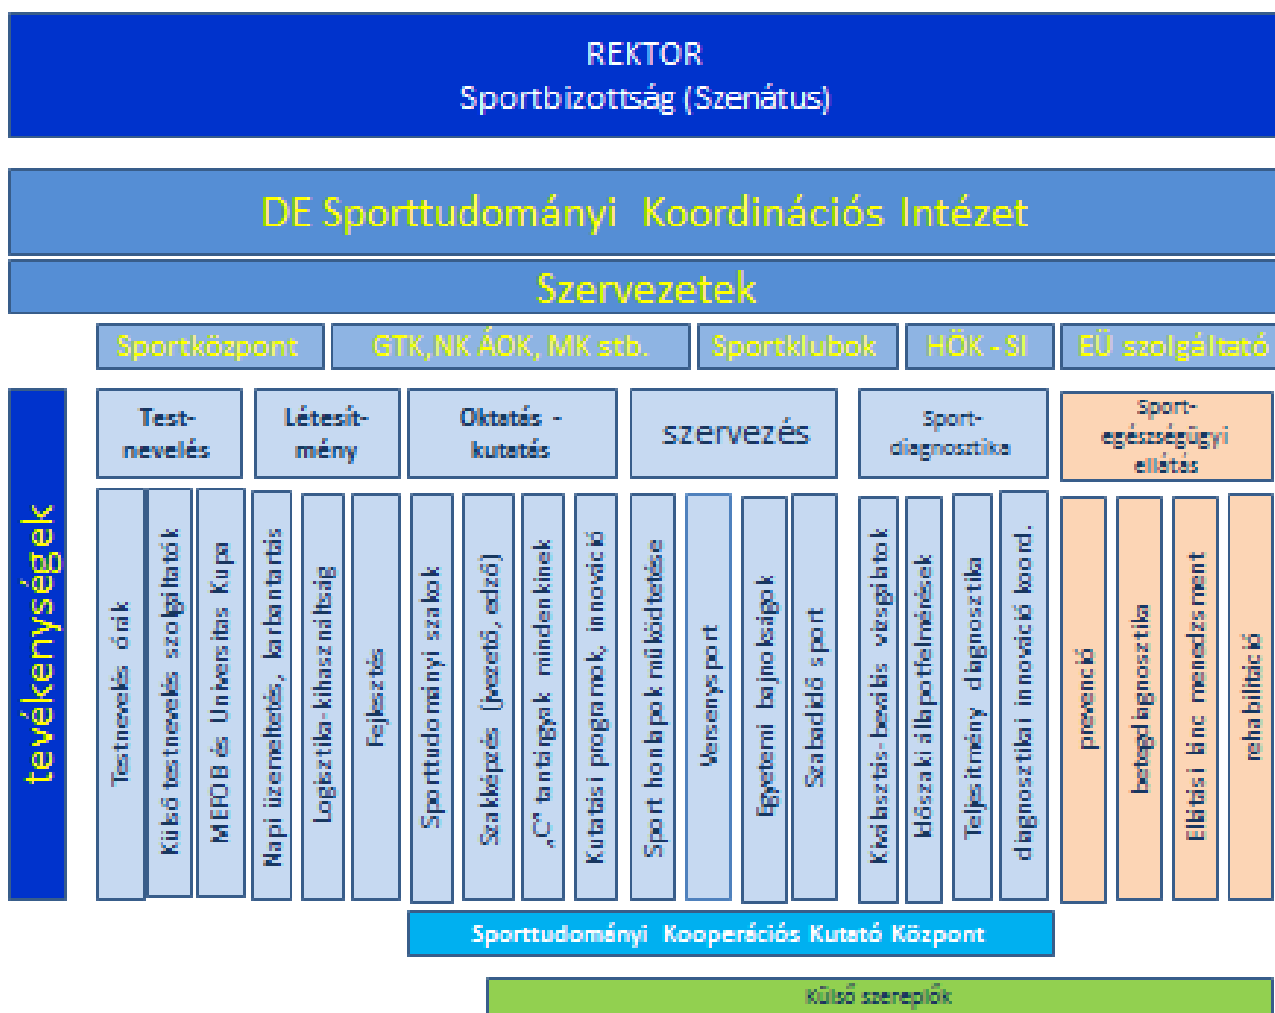 REKTOR
Sportbizottság (Szenátus)
DE Sporttudományi Koordinációs Intézet
Szervezetek
Sportközpont
GTK,NK ÁOK, MK stb.
Sportklubok
HÖK - SI
EÜ szolgáltató
tevékenységek
Test-
nevelés
Létesít-
mény
Oktatás -
kutatás
szervezés
Sport-
diagnosztika
Sport-
egészségügyi
ellátás
Testnevelés órák
Külső testnevelés szolgáltatók
MEFOB és Universitas Kupa
Napi üzemeltetés, karbantartás
Logisztika-kihasználtság
Fejlesztés
Sporttudományi szakok
Szakképzés (jvezető, edző)
„C” tantárgyak mindenkinek
Kutatási programok, innováció
Sport honlapok működtetése
Versenysport
Egyetemi bajnokságok
Szabadidő sport
Kiválasztás-beválás vizsgálatok
Időszaki állapotfelmérések
Teljesítmény diagnosztika
diagnosztikai innováció koord.
prevenció
betegdiagnosztika
Ellátási lánc menedzsment
rehabilitáció
Sporttudományi Kooperációs Kutató Központ
Külső szereplők